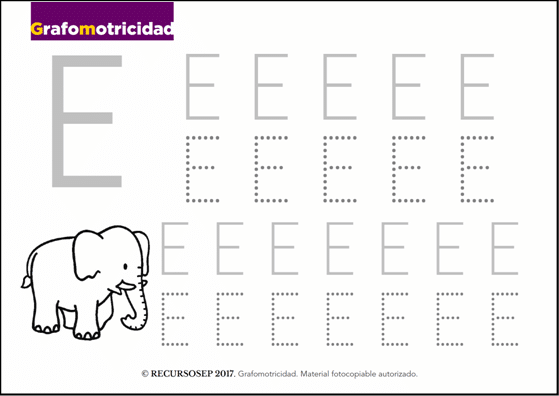 Grafomotricidad
E E E E E E
E E E E E
E E E E E E E
E E E E E E E
© RECURSOSEP 2017. Grafomotricidad. Material fotocopiable autorizado.